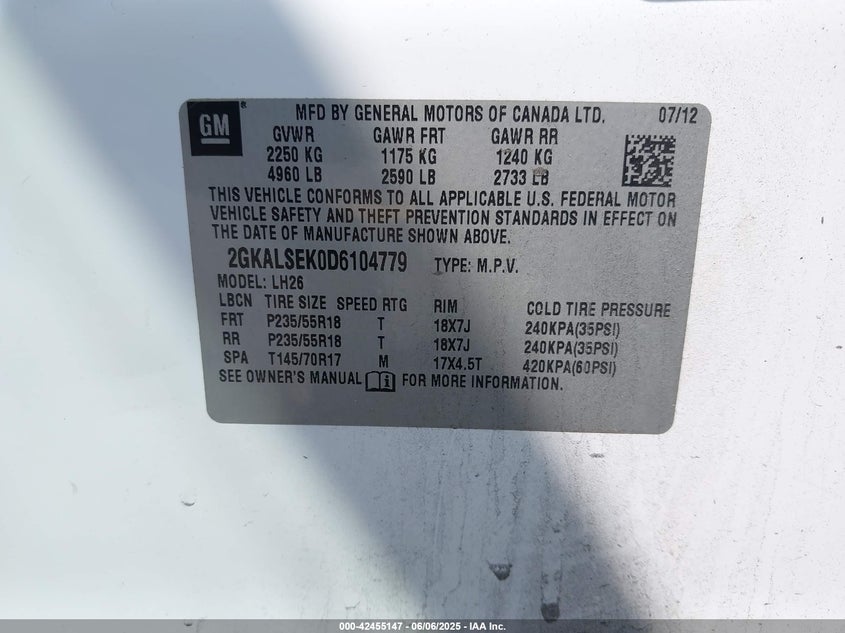 GM ® MFD BY GENERAL MOTORS OF CANADA LTD. 07/12
GVWR GAWR FRT GAWR RR
2250 KG 1175 KG 1240 KG
4960 LB 2590 LB 2733 LB
THIS VEHICLE CONFORMS TO ALL APPLICABLE U.S. FEDERAL MOTOR
VEHICLE SAFETY AND THEFT PREVENTION STANDARDS IN EFFECT ON
THE DATE OF MANUFACTURE SHOWN ABOVE.
2GKALSEK0D6104779 TYPE: M.P.V.
MODEL: LH26
LBCN TIRE SIZE SPEED RTG RIM COLD TIRE PRESSURE
FRT P235/55R18 T 18X7J 240KPA(35PSI)
RR P235/55R18 T 18X7J 240KPA(35PSI)
SPA T145/70R17 M 17X4.5T 420KPA(60PSI)
SEE OWNER'S MANUAL i FOR MORE INFORMATION.
000-42455147 - 06/06/2025 - IAA Inc.